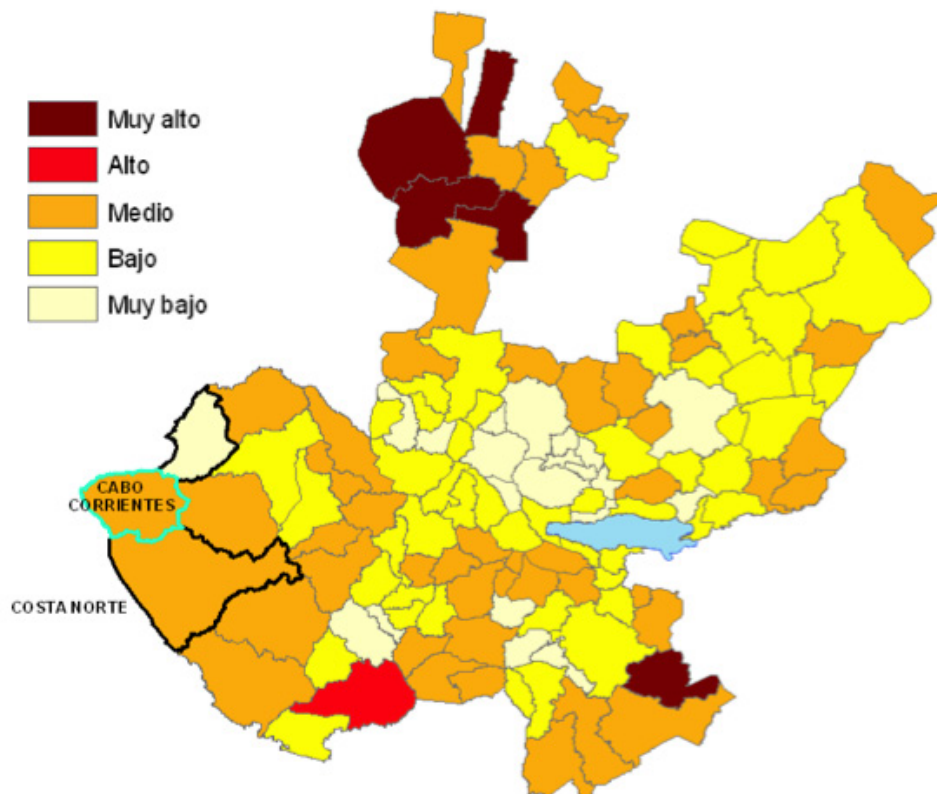 Muy alto
Alto
Medio
Bajo
Muy bajo
CABO
CORRIENTES
COSTA NORTE